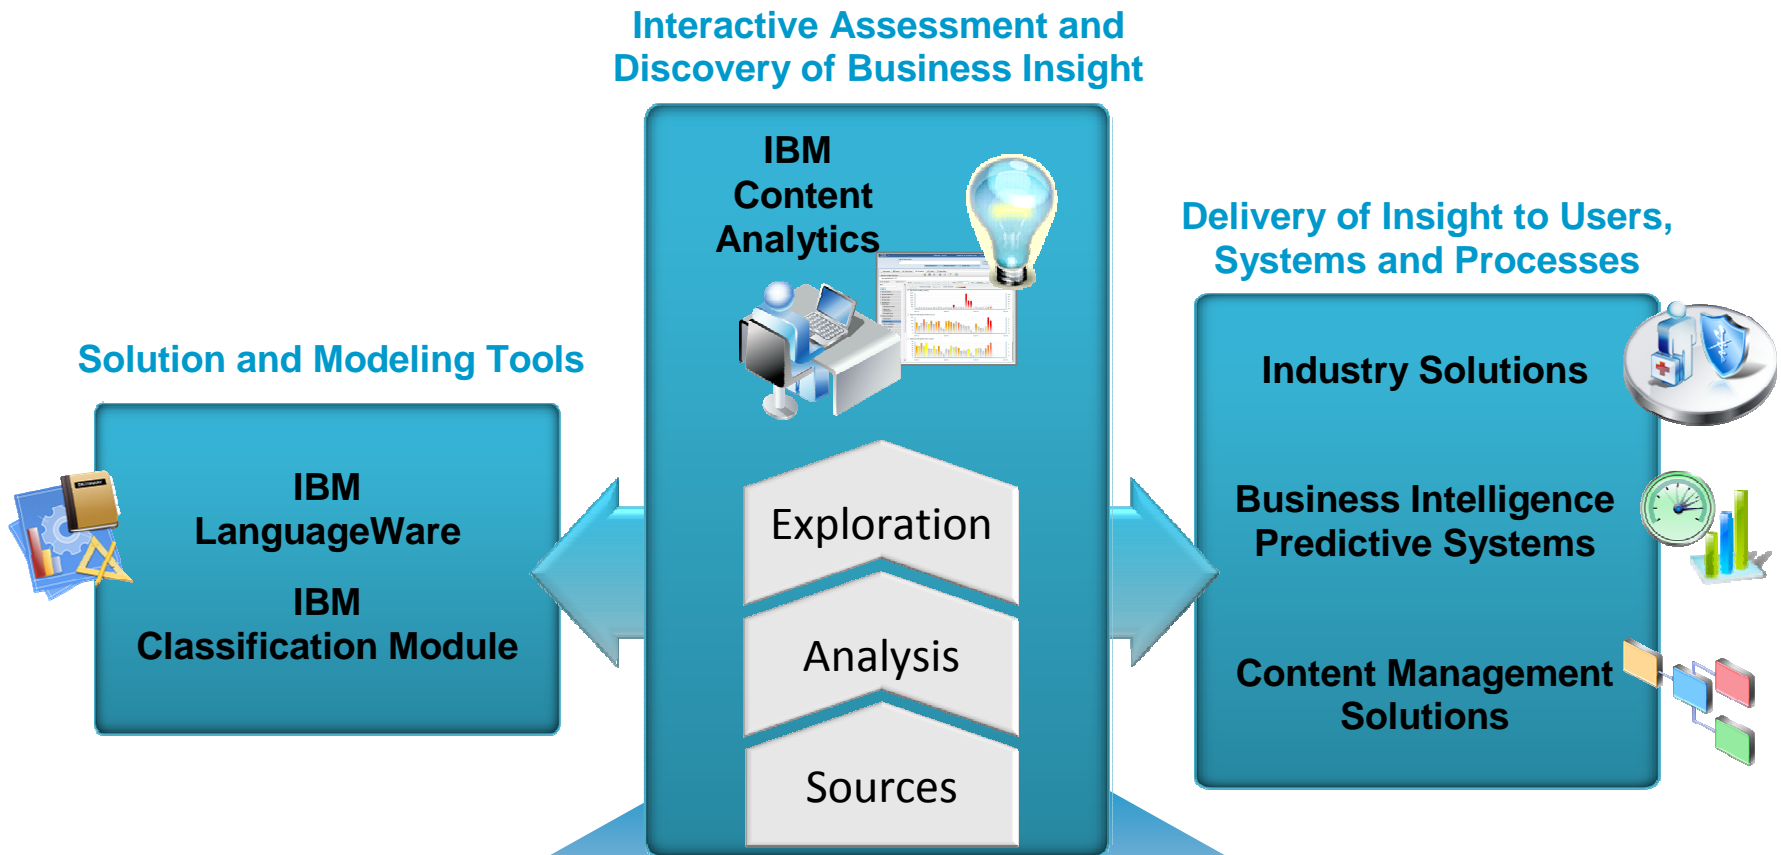 Interactive Assessment and
Discovery of Business Insight
IBM
Content
Analytics
Exploration
Analysis
Sources
Solution and Modeling Tools
IBM
LanguageWare
IBM
Classification Module
Delivery of Insight to Users,
Systems and Processes
Industry Solutions
Business Intelligence
Predictive Systems
Content Management
Solutions